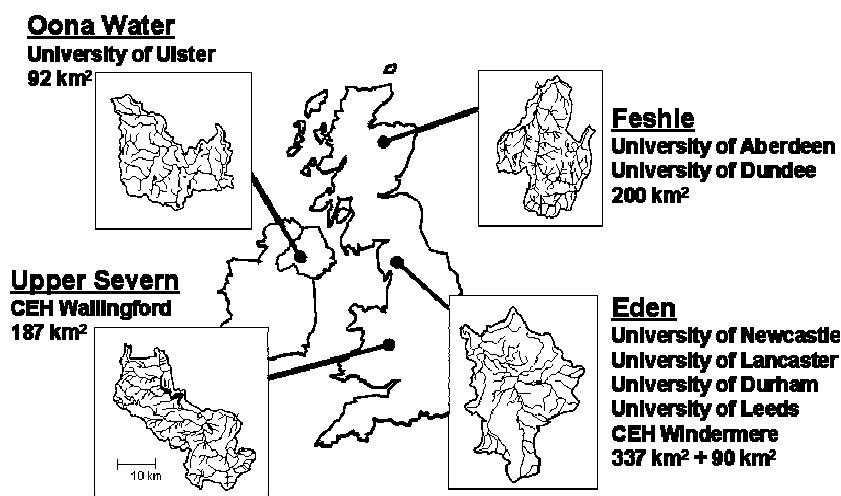 Oona Water
University of Ulster
92 km²
Feshie
University of Aberdeen
University of Dundee
200 km²
Upper Severn
CEH Wallingford
187 km²
10 km
Eden
University of Newcastle
University of Lancaster
University of Durham
University of Leeds
CEH Windermere
337 km² + 90 km²